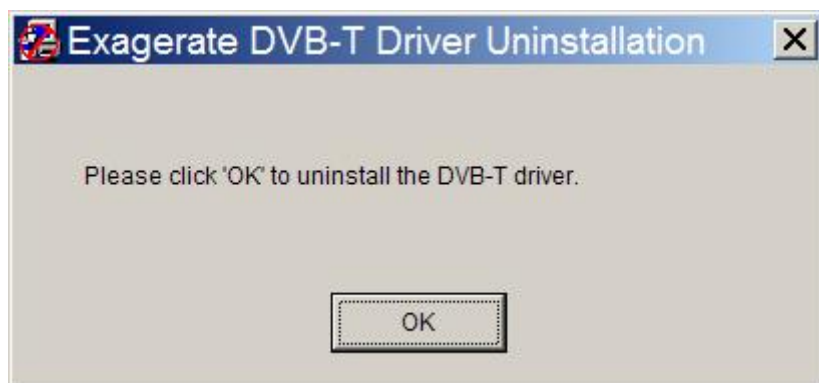 Exagerate DVB-T Driver Uninstallation
Please click 'OK' to uninstall the DVB-T driver.
OK